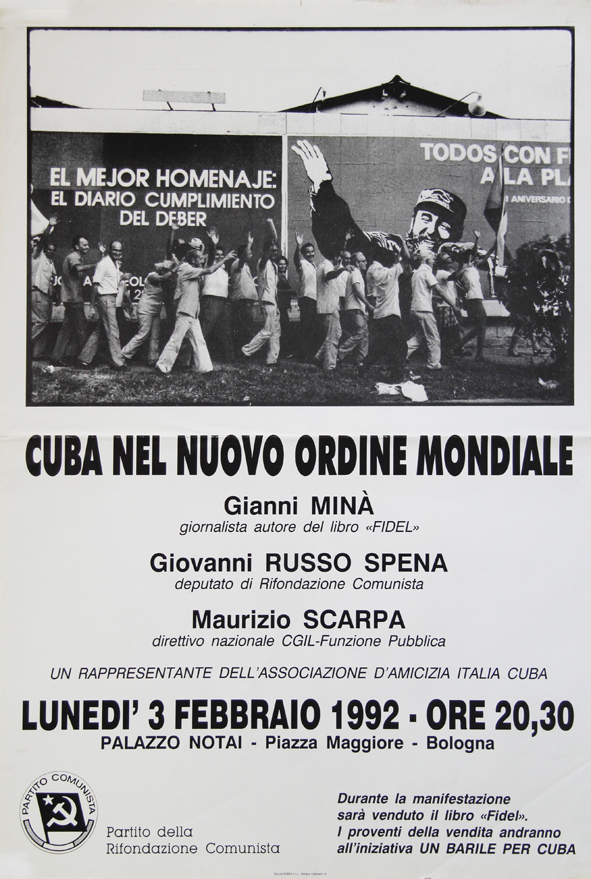 EL MEJOR HOMENAJE:
EL DIARIO CUMPLIMIENTO
DEL DEBER
TODOS CON
A LA
ANIVERSARIO
CUBA NEL NUOVO ORDINE MONDIALE
Gianni MINÀ
giornalista autore del libro «FIDEL»
Giovanni RUSSO SPENA
deputato di Rifondazione Comunista
Maurizio SCARPA
direttivo nazionale CGIL-Funzione Pubblica
UN RAPPRESENTANTE DELL'ASSOCIAZIONE D'AMICIZIA ITALIA CUBA
LUNEDI' 3 FEBBRAIO 1992 - ORE 20,30
PALAZZO NOTAI - Piazza Maggiore - Bologna
PARTITO COMUNISTA
Partito della
Rifondazione Comunista
Durante la manifestazione
sarà venduto il libro «Fidel».
I proventi della vendita andranno
all'iniziativa UN BARILE PER CUBA